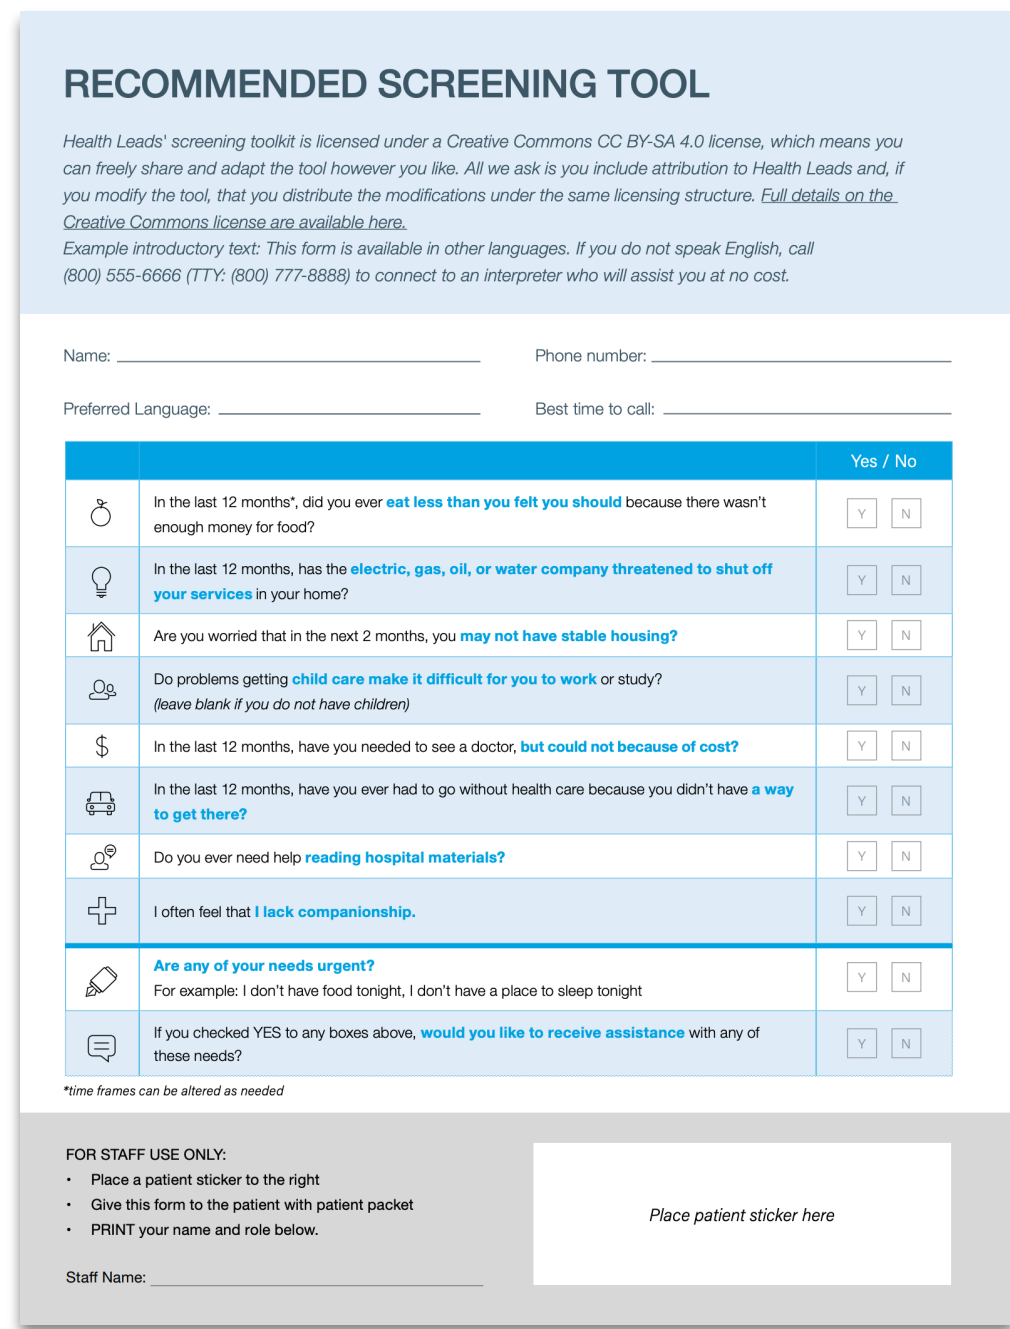 RECOMMENDED SCREENING TOOL
Health Leads' screening toolkit is licensed under a Creative Commons CC BY-SA 4.0 license, which means you
can freely share and adapt the tool however you like. All we ask is you include attribution to Health Leads and, if
you modify the tool, that you distribute the modifications under the same licensing structure. Full details on the
Creative Commons license are available here.
Example introductory text: This form is available in other languages. If you do not speak English, call
(800) 555-6666 (TTY: (800) 777-8888) to connect to an interpreter who will assist you at no cost.
Name:
Phone number:
Preferred Language:
Best time to call:
Yes / No
In the last 12 months*, did you ever eat less than you felt you should because there wasn't
enough money for food?
Y N
In the last 12 months, has the electric, gas, oil, or water company threatened to shut off
your services in your home?
Y N
Are you worried that in the next 2 months, you may not have stable housing?
Y N
Do problems getting child care make it difficult for you to work or study?
(leave blank if you do not have children)
Y N
$
In the last 12 months, have you needed to see a doctor, but could not because of cost?
Y N
In the last 12 months, have you ever had to go without health care because you didn't have a way
to get there?
Y N
Do you ever need help reading hospital materials?
Y N
I often feel that I lack companionship.
Y N
Are any of your needs urgent?
For example: I don't have food tonight, I don't have a place to sleep tonight
Y N
If you checked YES to any boxes above, would you like to receive assistance with any of
these needs?
Y N
*time frames can be altered as needed
FOR STAFF USE ONLY:
• Place a patient sticker to the right
• Give this form to the patient with patient packet
• PRINT your name and role below.
Staff Name:
Place patient sticker here